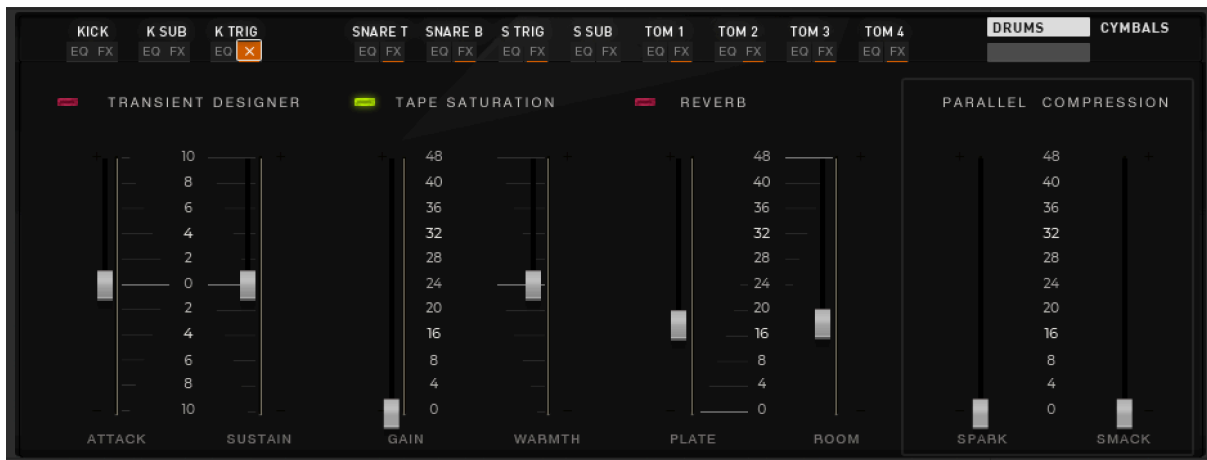 KICK K SUB K TRIG SNARE T SNARE B S TRIG S SUB TOM 1 TOM 2 TOM 3 TOM 4 DRUMS CYMBALS
EQ FX EQ FX EQ × EQ FX EQ FX EQ FX EQ FX EQ FX EQ FX EQ FX EQ FX
TRANSIENT DESIGNER TAPE SATURATION REVERB PARALLEL COMPRESSION
+ 10 + + 48 + + 48 + + 48 +
8 40 40 40
6 36 36 36
4 32 32 32
2 28 28 28
0 24 24 24
2 20 20 20
4 16 16 16
6 8 8 8
8 4 4 4
10 0 0 0
ATTACK SUSTAIN GAIN WARMTH PLATE ROOM SPARK SMACK